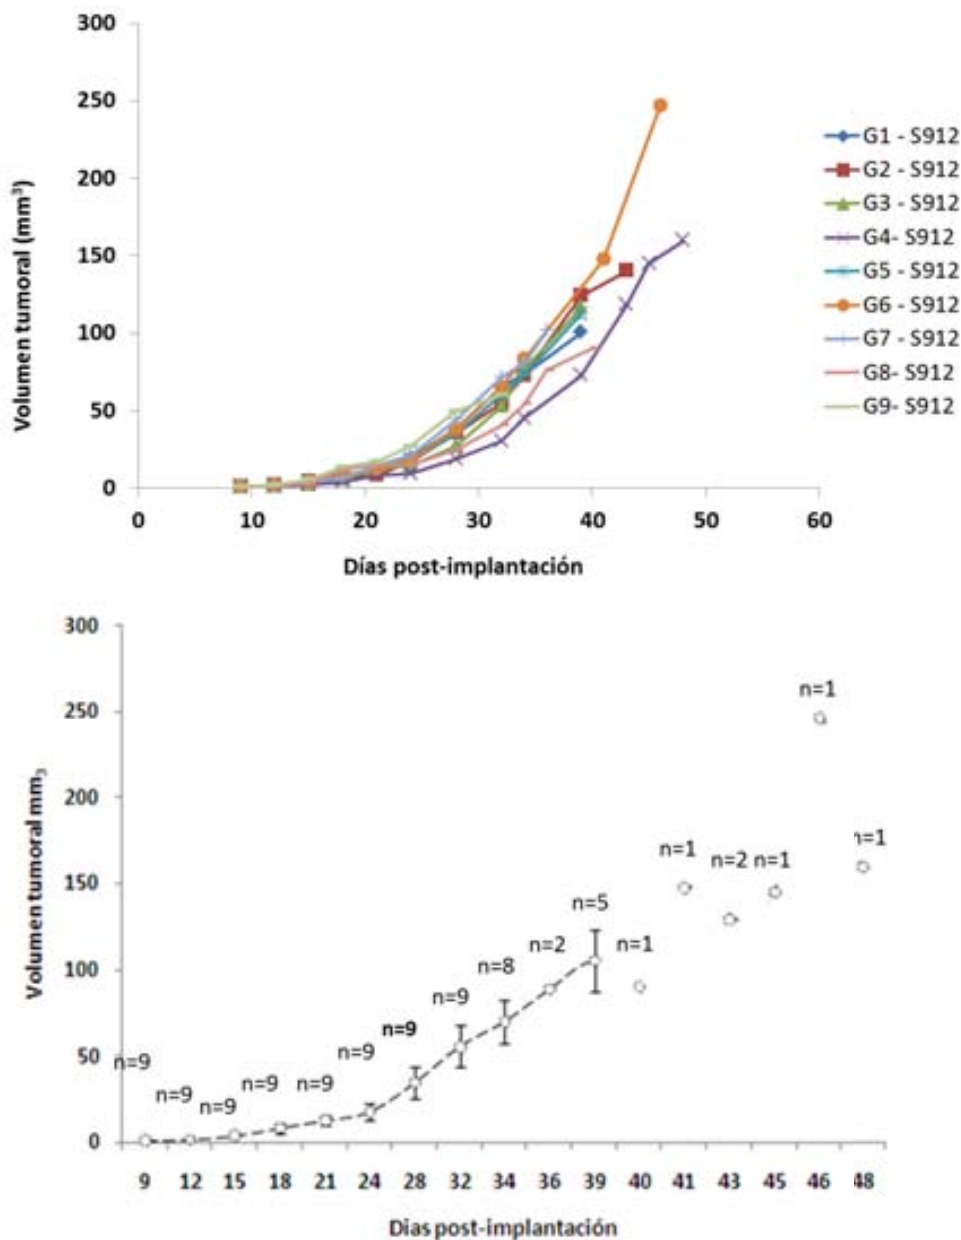 300
250
200
150
100
50
0
Volumen tumoral (mm³)
0 10 20 30 40 50 60
Días post-implantación
G1 - S912
G2 - S912
G3 - S912
G4- S912
G5 - S912
G6 - S912
G7 - S912
G8- S912
G9- S912
300
250
200
150
100
50
0
Volumen tumoral mm₃
n=9
n=9
n=9
n=9
n=9
n=9
n=9
n=9
n=8
n=2
n=5
n=1
n=1
n=2
n=1
n=1
n=1
9 12 15 18 21 24 28 32 34 36 39 40 41 43 45 46 48
Dias post-implantación